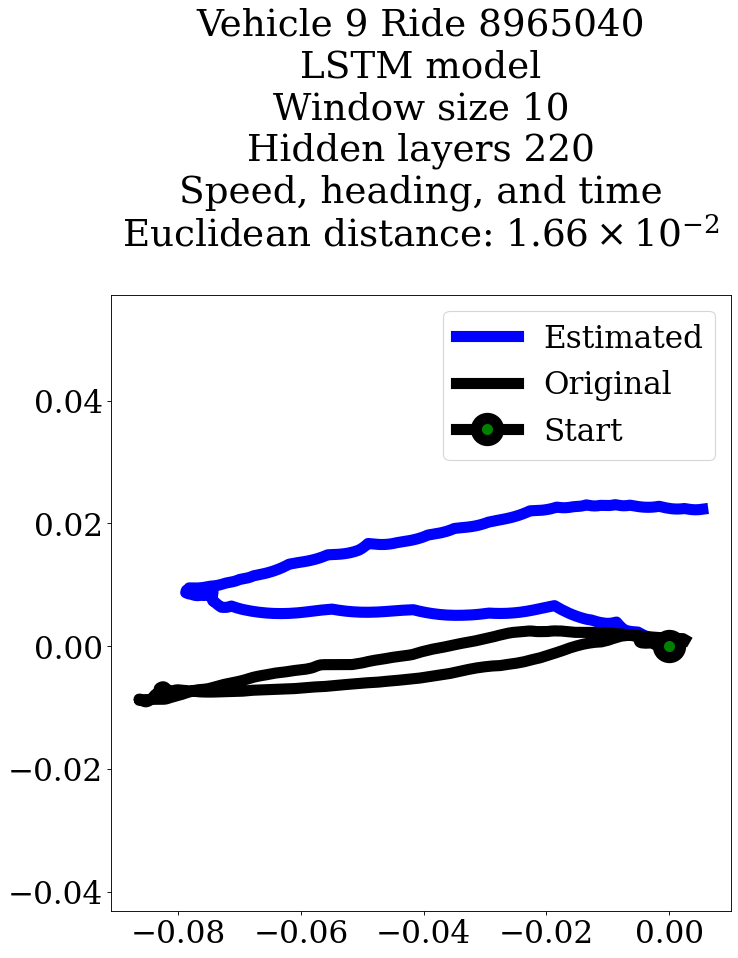 Vehicle 9 Ride 8965040
LSTM model
Window size 10
Hidden layers 220
Speed, heading, and time
Euclidean distance: 1.66 × 10⁻²
Estimated
Original
Start
0.04
0.02
0.00
−0.02
−0.04
−0.08 −0.06 −0.04 −0.02 0.00